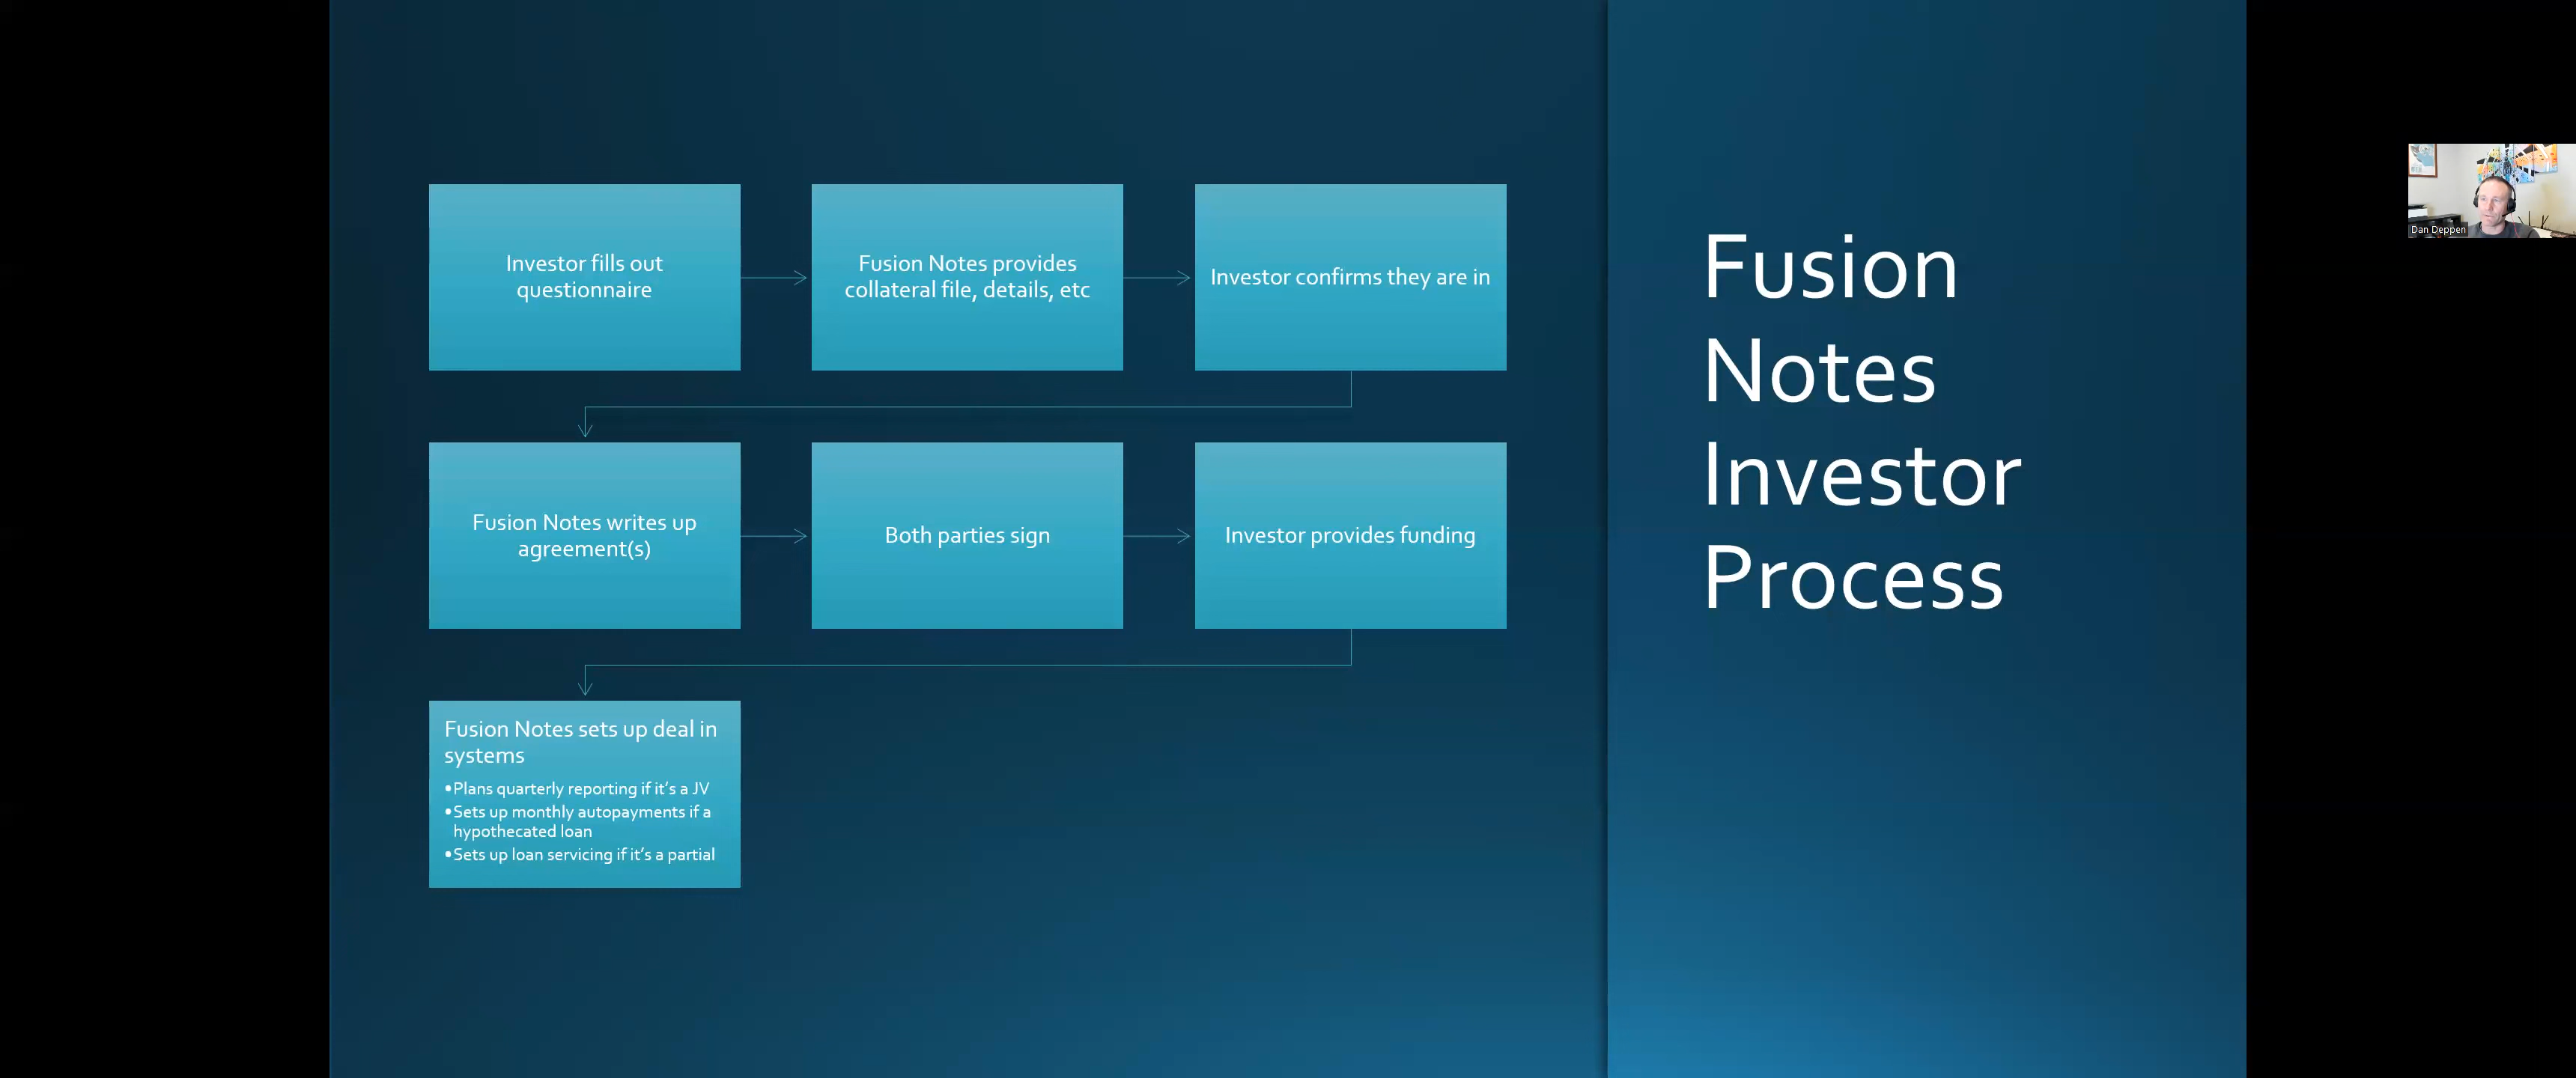 Investor fills out
questionnaire
Fusion Notes provides
collateral file, details, etc
Investor confirms they are in
Fusion Notes writes up
agreement(s)
Both parties sign
Investor provides funding
Fusion Notes sets up deal in
systems
•Plans quarterly reporting if it’s a JV
•Sets up monthly autopayments if a
hypothecated loan
•Sets up loan servicing if it’s a partial
Fusion
Notes
Investor
Process
Dan Deppen